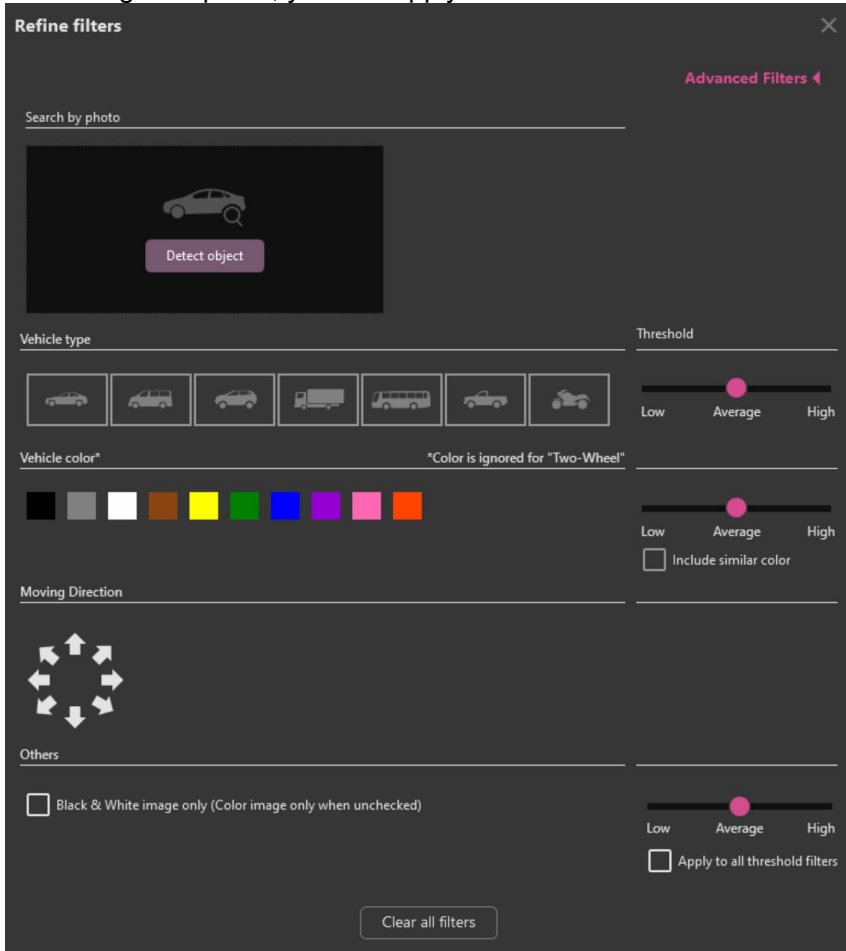 Refine filters
Advanced Filters
Search by photo
Detect object
Vehicle type
Threshold
Low Average High
Vehicle color* *Color is ignored for "Two-Wheel"
Low Average High
Include similar color
Moving Direction
Others
Black & White image only (Color image only when unchecked)
Low Average High
Apply to all threshold filters
Clear all filters